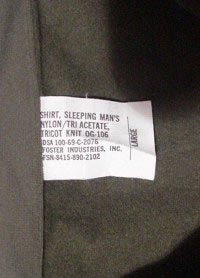 SHIRT, SLEEPING MAN'S
NYLON/TRI ACETATE,
TRICOT KNIT OG-106
DSA 100-69-C-2076
FOSTER INDUSTRIES, INC.
FSN-8415-890-2102
LARGE